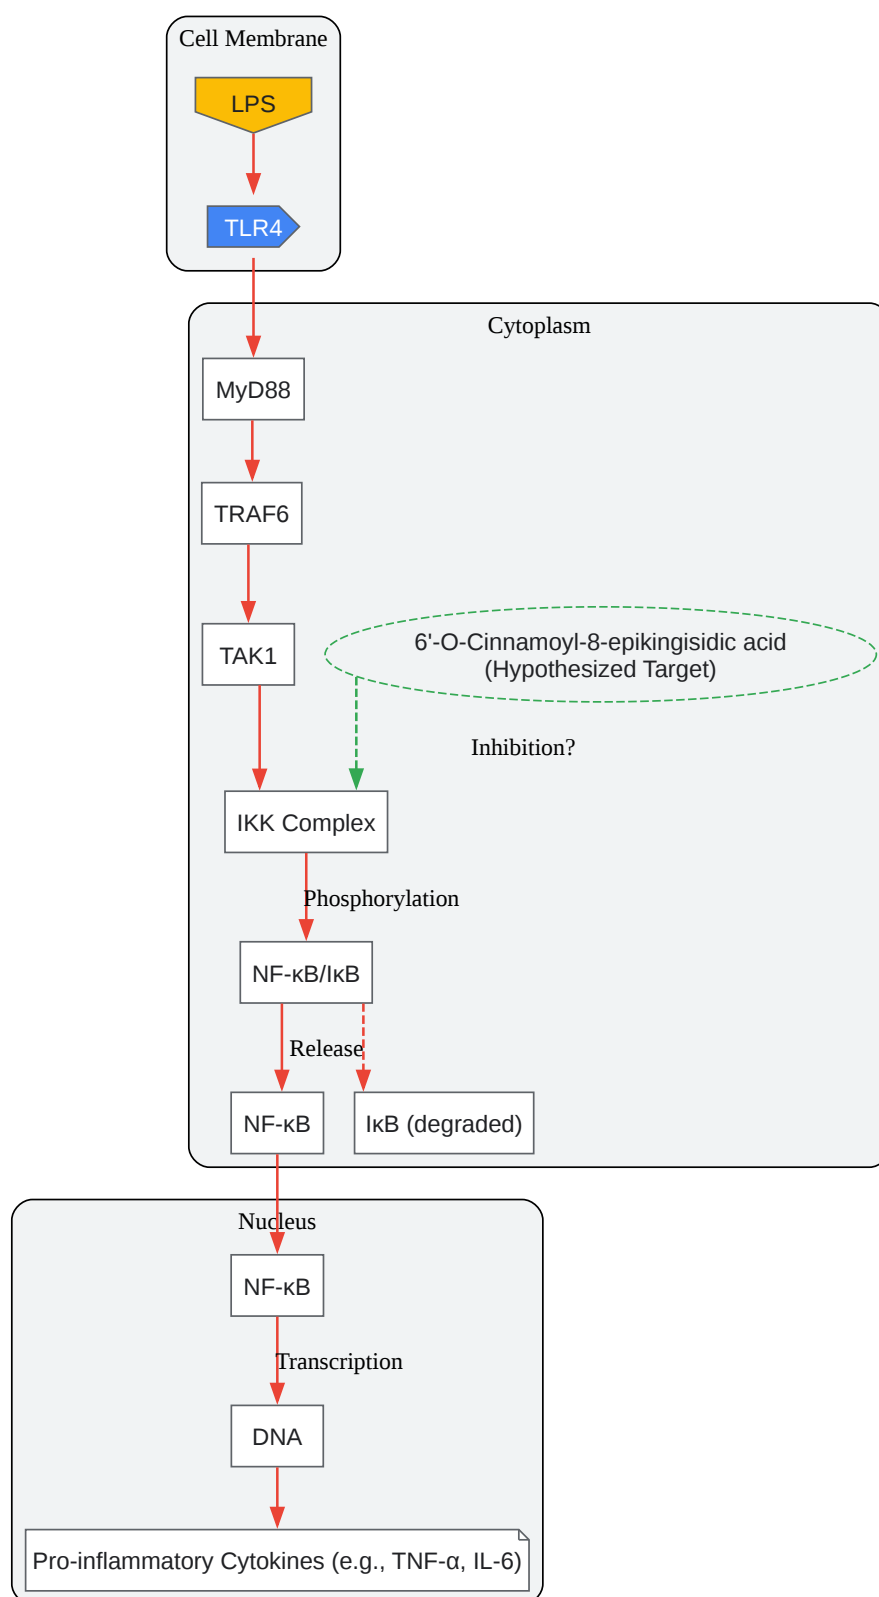 Cell Membrane
LPS
TLR4
Cytoplasm
MyD88
TRAF6
TAK1
6'-O-Cinnamoyl-8-epikingisidic acid
(Hypothesized Target)
Inhibition?
IKK Complex
Phosphorylation
NF-κB/IκB
Release
NF-κB
IκB (degraded)
Nucleus
NF-κB
Transcription
DNA
Pro-inflammatory Cytokines (e.g., TNF-α, IL-6)